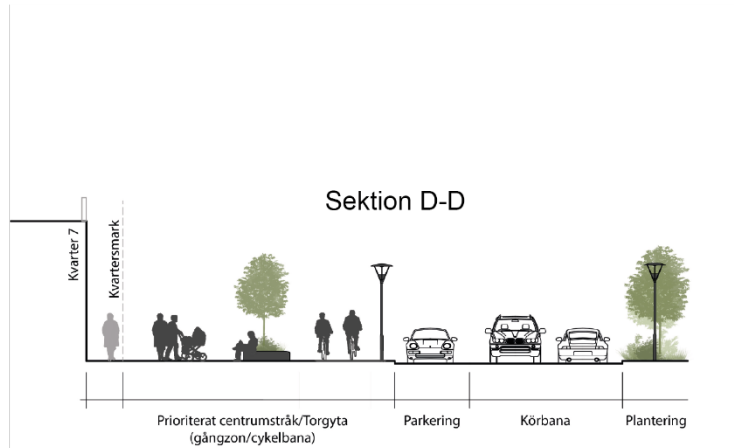 Sektion D-D
Kvarter 7
Kvartersmark
Prioriterat centrumstråk/Torgyta
(gångzon/cykelbana)
Parkering
Körbana
Plantering